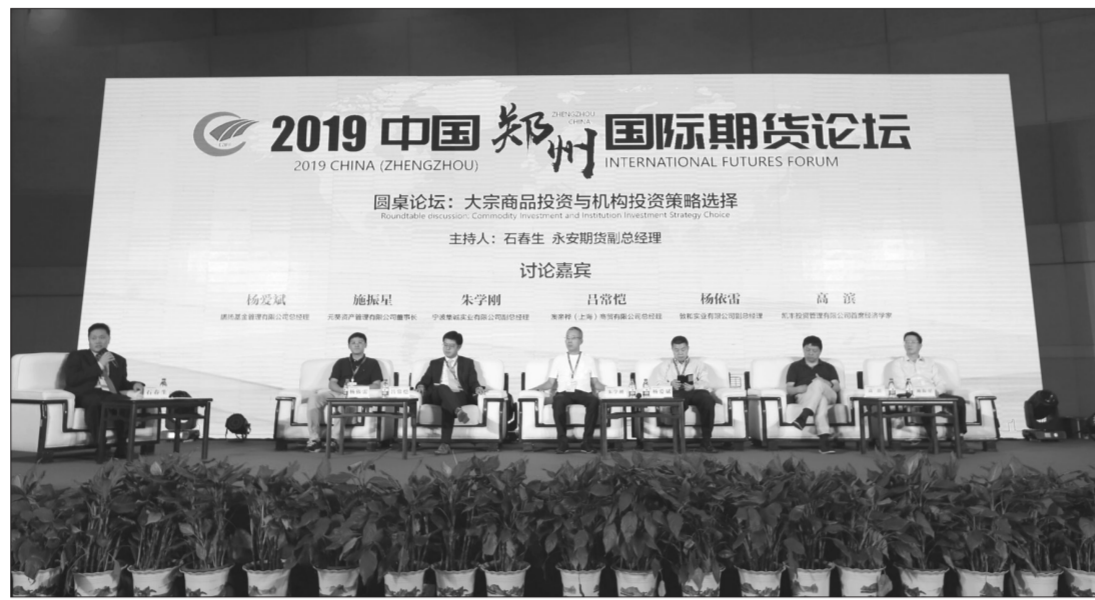 2019 中国 郑州 国际期货论坛
ZHENGZHOU
CHINA
2019 CHINA (ZHENGZHOU)
INTERNATIONAL FUTURES FORUM
圆桌论坛：大宗商品投资与机构投资策略选择
Roundtable discussion: Commodity Investment and Institution Investment Strategy Choice
主持人：石春生 永安期货副总经理
讨论嘉宾
杨爱斌 施振星 朱学刚 吕常恺 杨依雷 高 滨
石春生